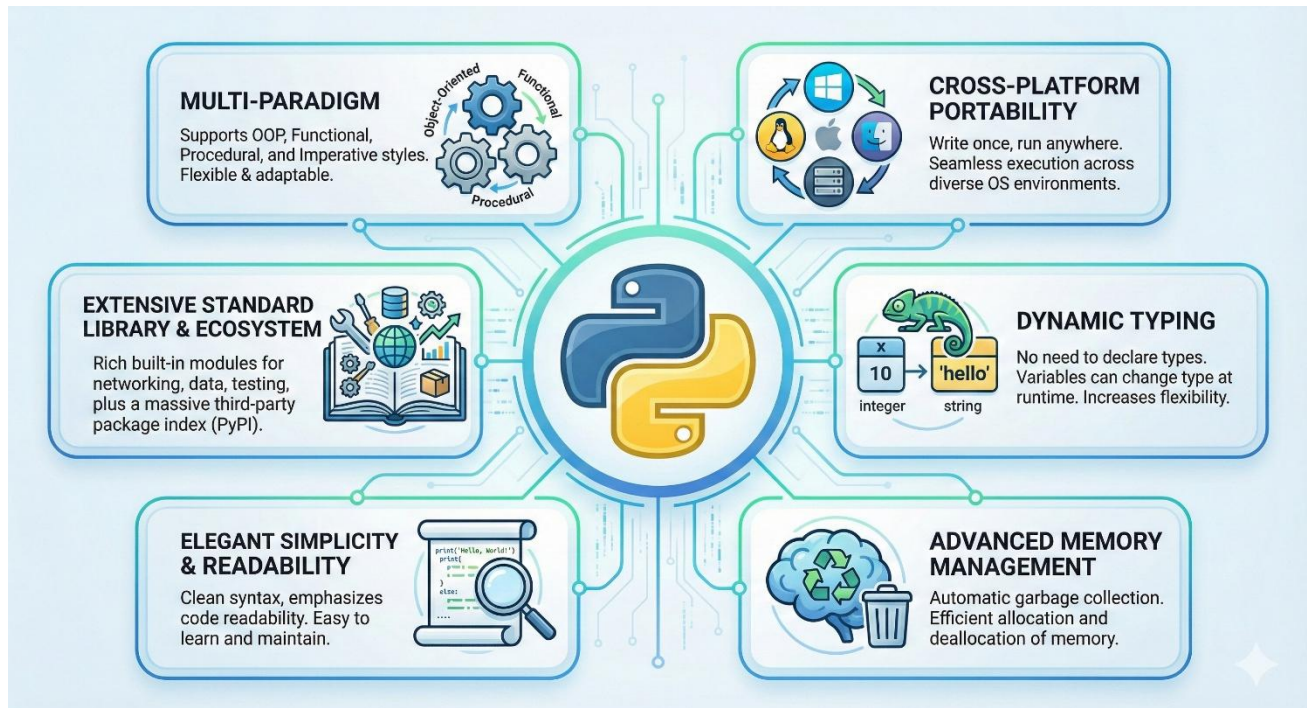 MULTI-PARADIGM
Supports OOP, Functional,
Procedural, and Imperative styles.
Flexible & adaptable.
Object-Oriented
Functional
Procedural
CROSS-PLATFORM
PORTABILITY
Write once, run anywhere.
Seamless execution across
diverse OS environments.
EXTENSIVE STANDARD
LIBRARY & ECOSYSTEM
Rich built-in modules for
networking, data, testing,
plus a massive third-party
package index (PyPI).
X
10
'hello'
integer
string
DYNAMIC TYPING
No need to declare types.
Variables can change type at
runtime. Increases flexibility.
ELEGANT SIMPLICITY
& READABILITY
Clean syntax, emphasizes
code readability. Easy to
learn and maintain.
print('Hello, World!')
print(
}
else:
....
ADVANCED MEMORY
MANAGEMENT
Automatic garbage collection.
Efficient allocation and
deallocation of memory.